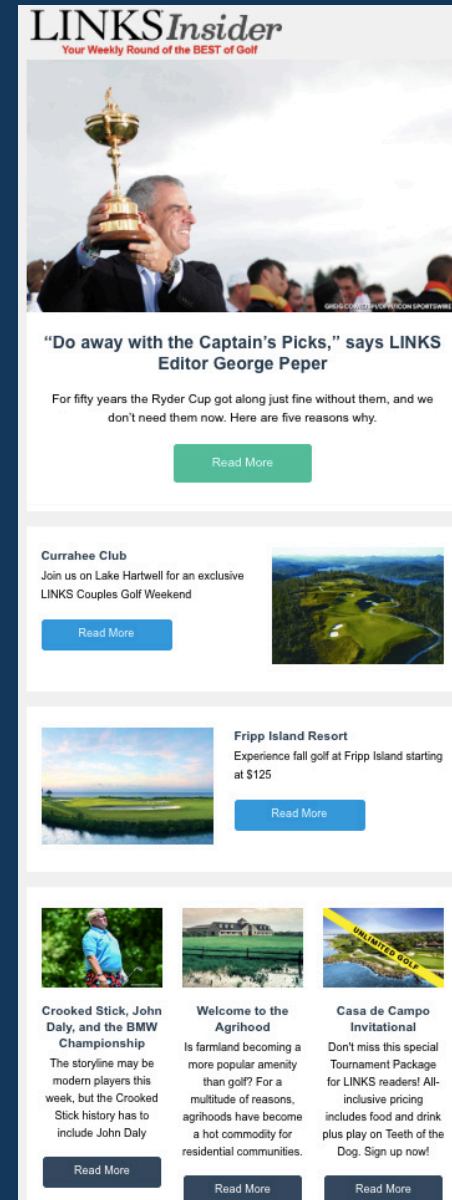 LINKS Insider
Your Weekly Round of the BEST of Golf
“Do away with the Captain’s Picks,” says LINKS
Editor George Peper
For fifty years the Ryder Cup got along just fine without them, and we
don’t need them now. Here are five reasons why.
Read More
Currahee Club
Join us on Lake Hartwell for an exclusive
LINKS Couples Golf Weekend
Read More
Fripp Island Resort
Experience fall golf at Fripp Island starting
at $125
Read More
Crooked Stick, John
Daly, and the BMW
Championship
The storyline may be
modern players this
week, but the Crooked
Stick history has to
include John Daly
Read More
Welcome to the
Agrihood
Is farmland becoming a
more popular amenity
than golf? For a
multitude of reasons,
agrihoods have become
a hot commodity for
residential communities.
Read More
UNLIMITED GOLF
Casa de Campo
Invitational
Don't miss this special
Tournament Package
for LINKS readers! All-
inclusive pricing
includes food and drink
plus play on Teeth of the
Dog. Sign up now!
Read More